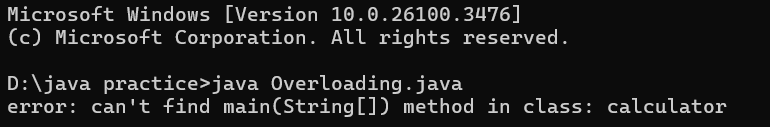 Microsoft Windows [Version 10.0.26100.3476]
(c) Microsoft Corporation. All rights reserved.
D:\java practice>java Overloading.java
error: can't find main(String[]) method in class: calculator